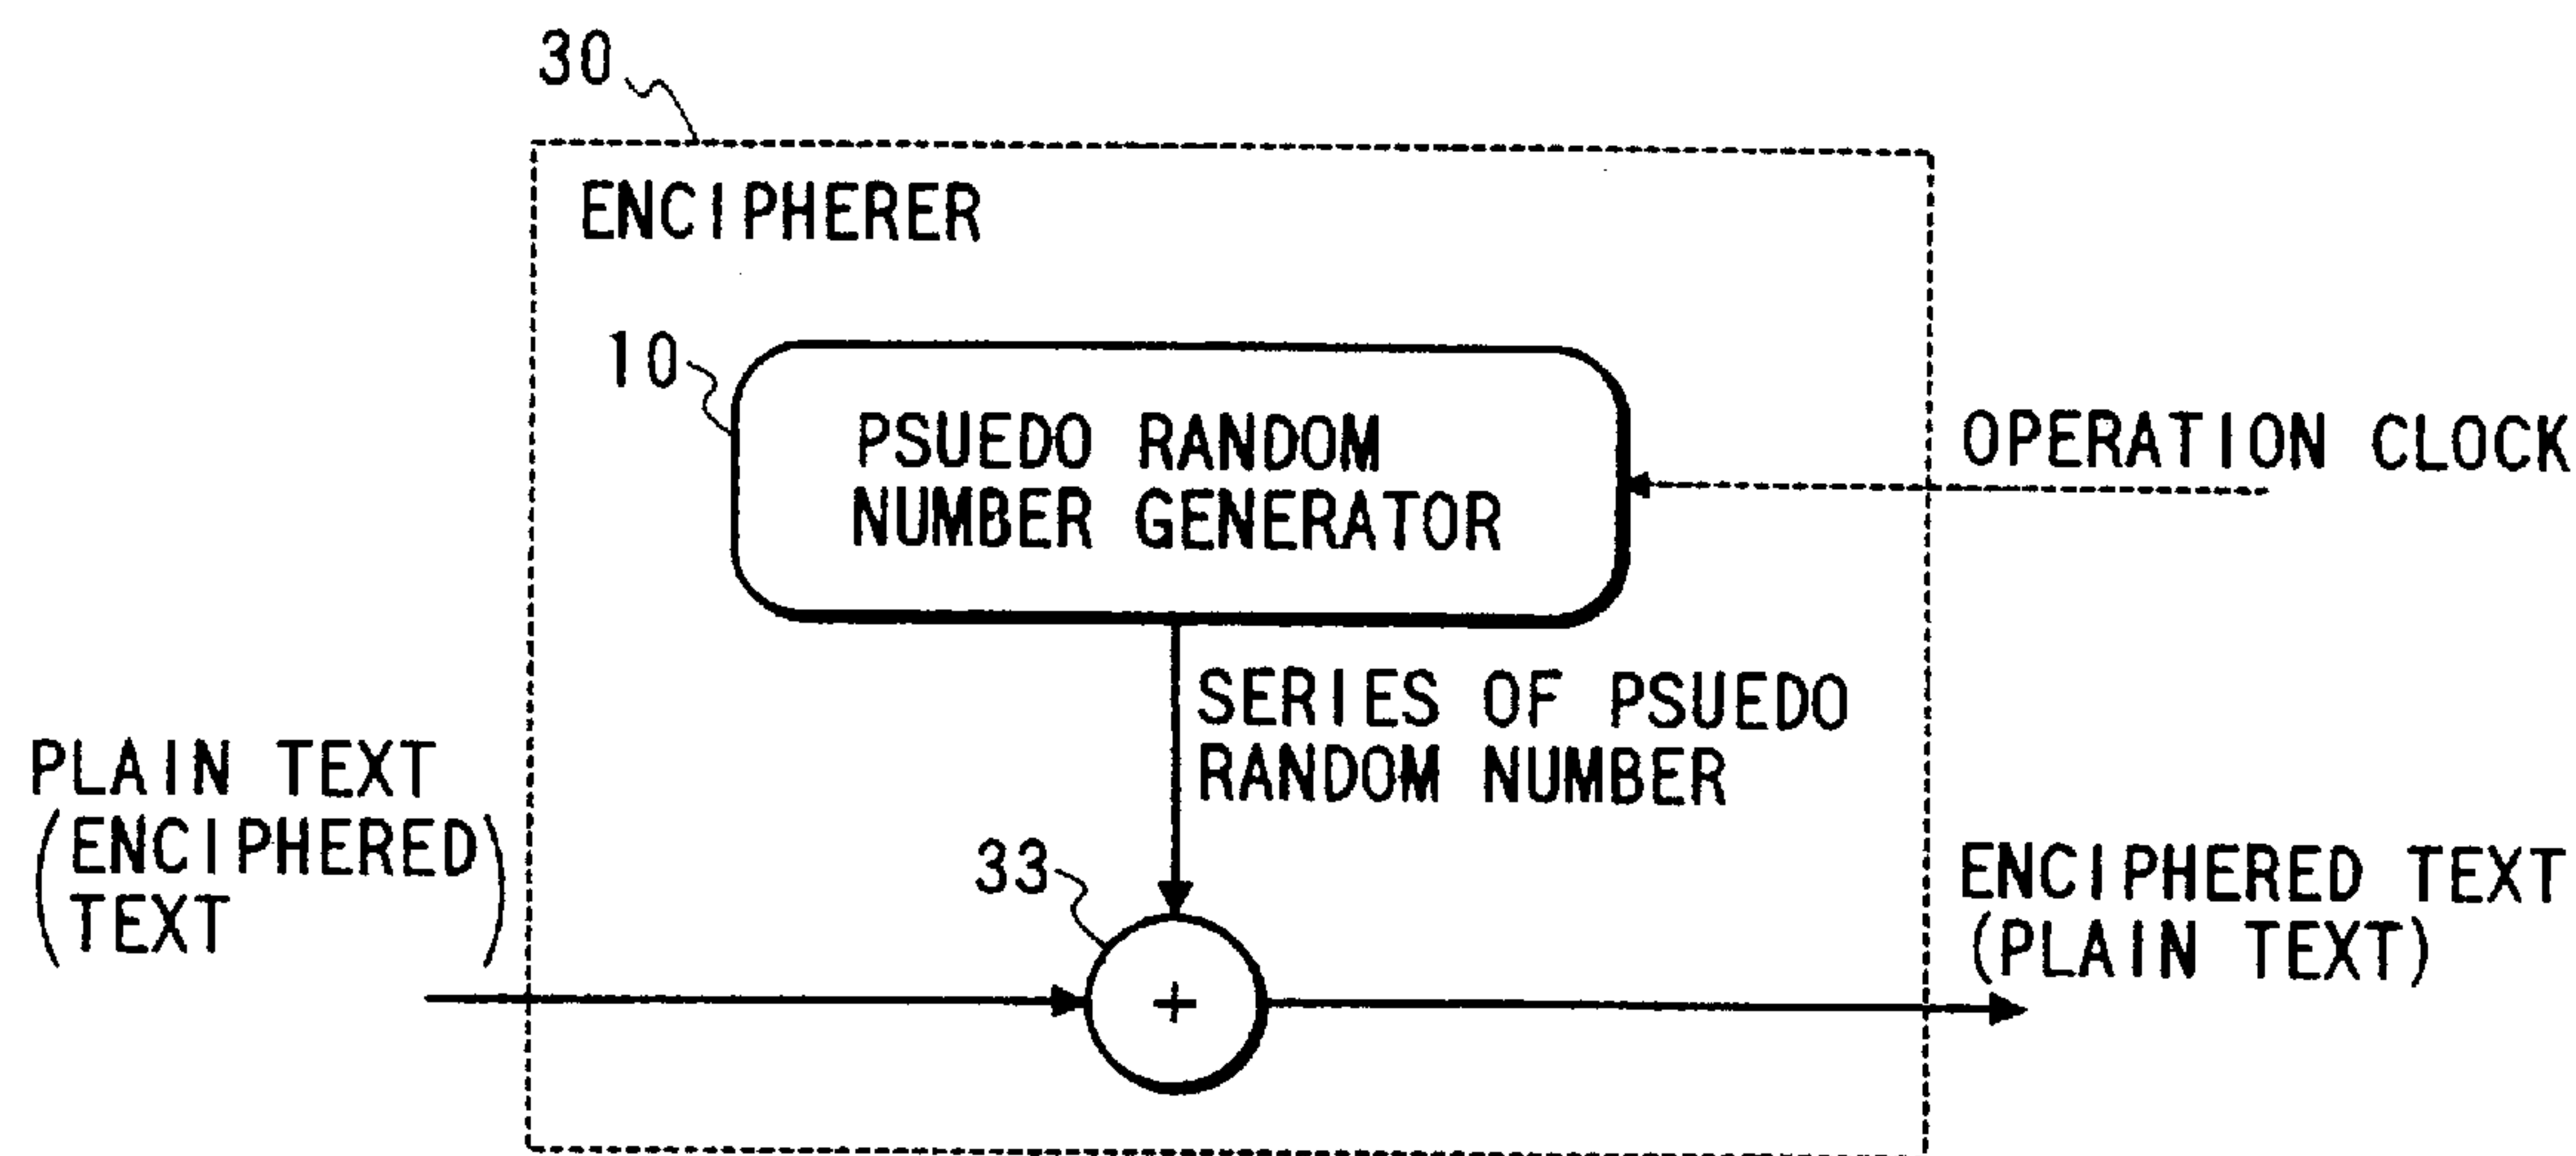 30
ENCIPHERER
10
PSUEDO RANDOM
NUMBER GENERATOR
OPERATION CLOCK
SERIES OF PSUEDO
RANDOM NUMBER
PLAIN TEXT
(ENCIPHERED
TEXT)
33
+
ENCIPHERED TEXT
(PLAIN TEXT)